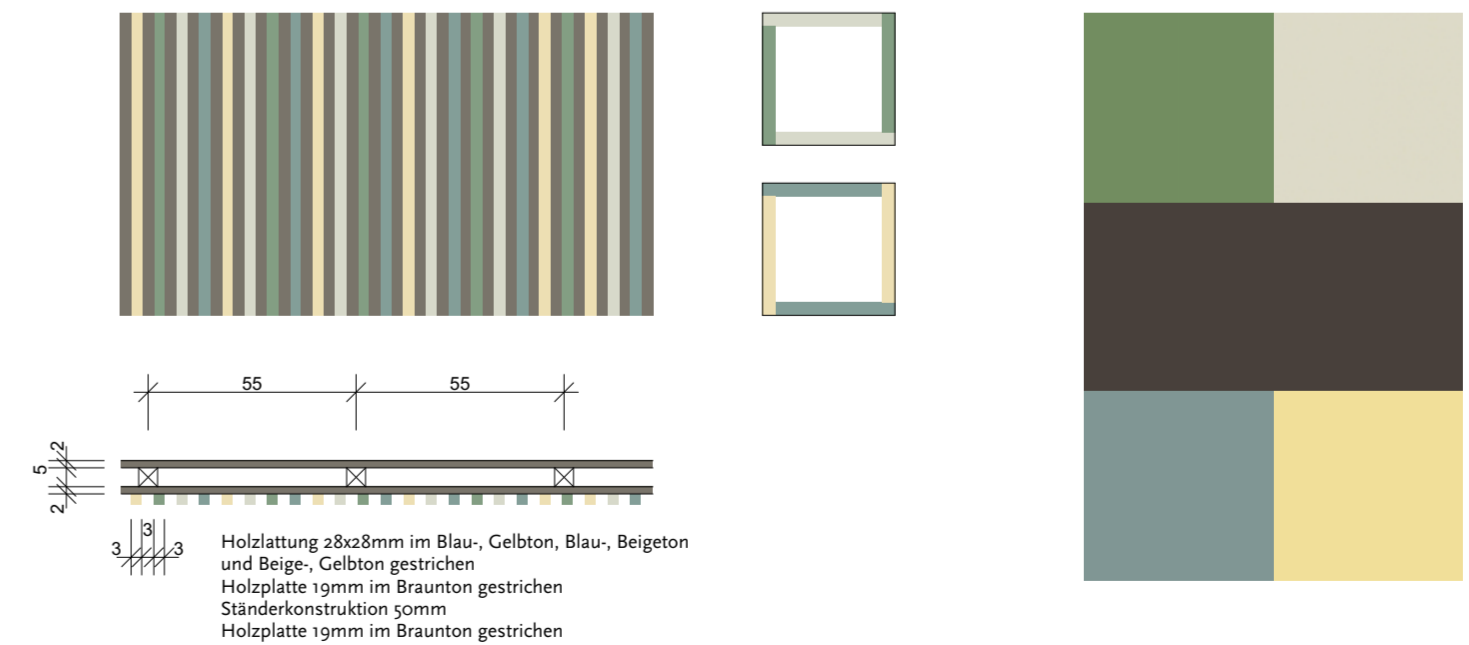 55
55
2
5
2
3
3
3
Holzlattung 28x28mm im Blau-, Gelbton, Blau-, Beigeton
und Beige-, Gelbton gestrichen
Holzplatte 19mm im Braunton gestrichen
Ständerkonstruktion 50mm
Holzplatte 19mm im Braunton gestrichen